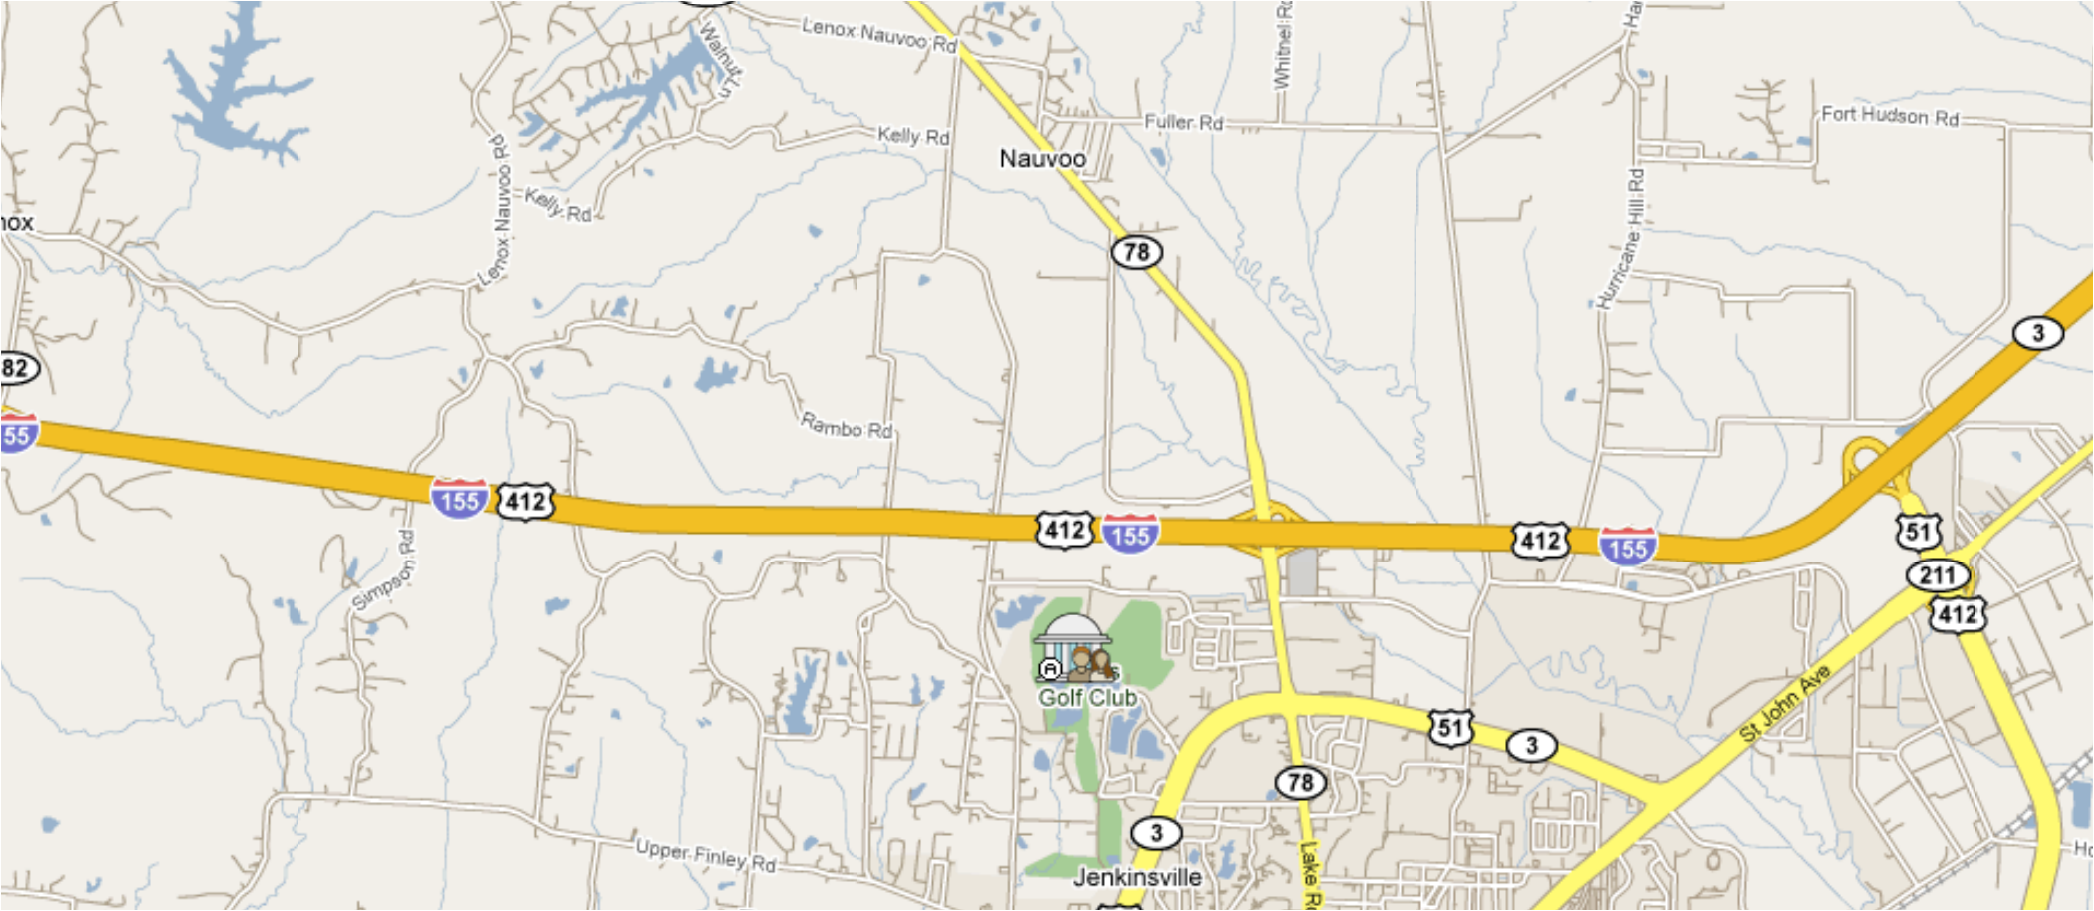 Lenox Nauvoo Rd
Walnut Ln
Whitnel Rd
Fuller Rd
Fort Hudson Rd
Kelly Rd
Nauvoo
Lenox Nauvoo Rd
Kelly Rd
Hurricane Hill Rd
nox
78
3
82
Rambo Rd
55
155
412
412
155
412
155
51
211
412
Simpson Rd
Golf Club
St John Ave
51
3
78
3
Upper Finley Rd
Jenkinsville
Lake Rd
Ho